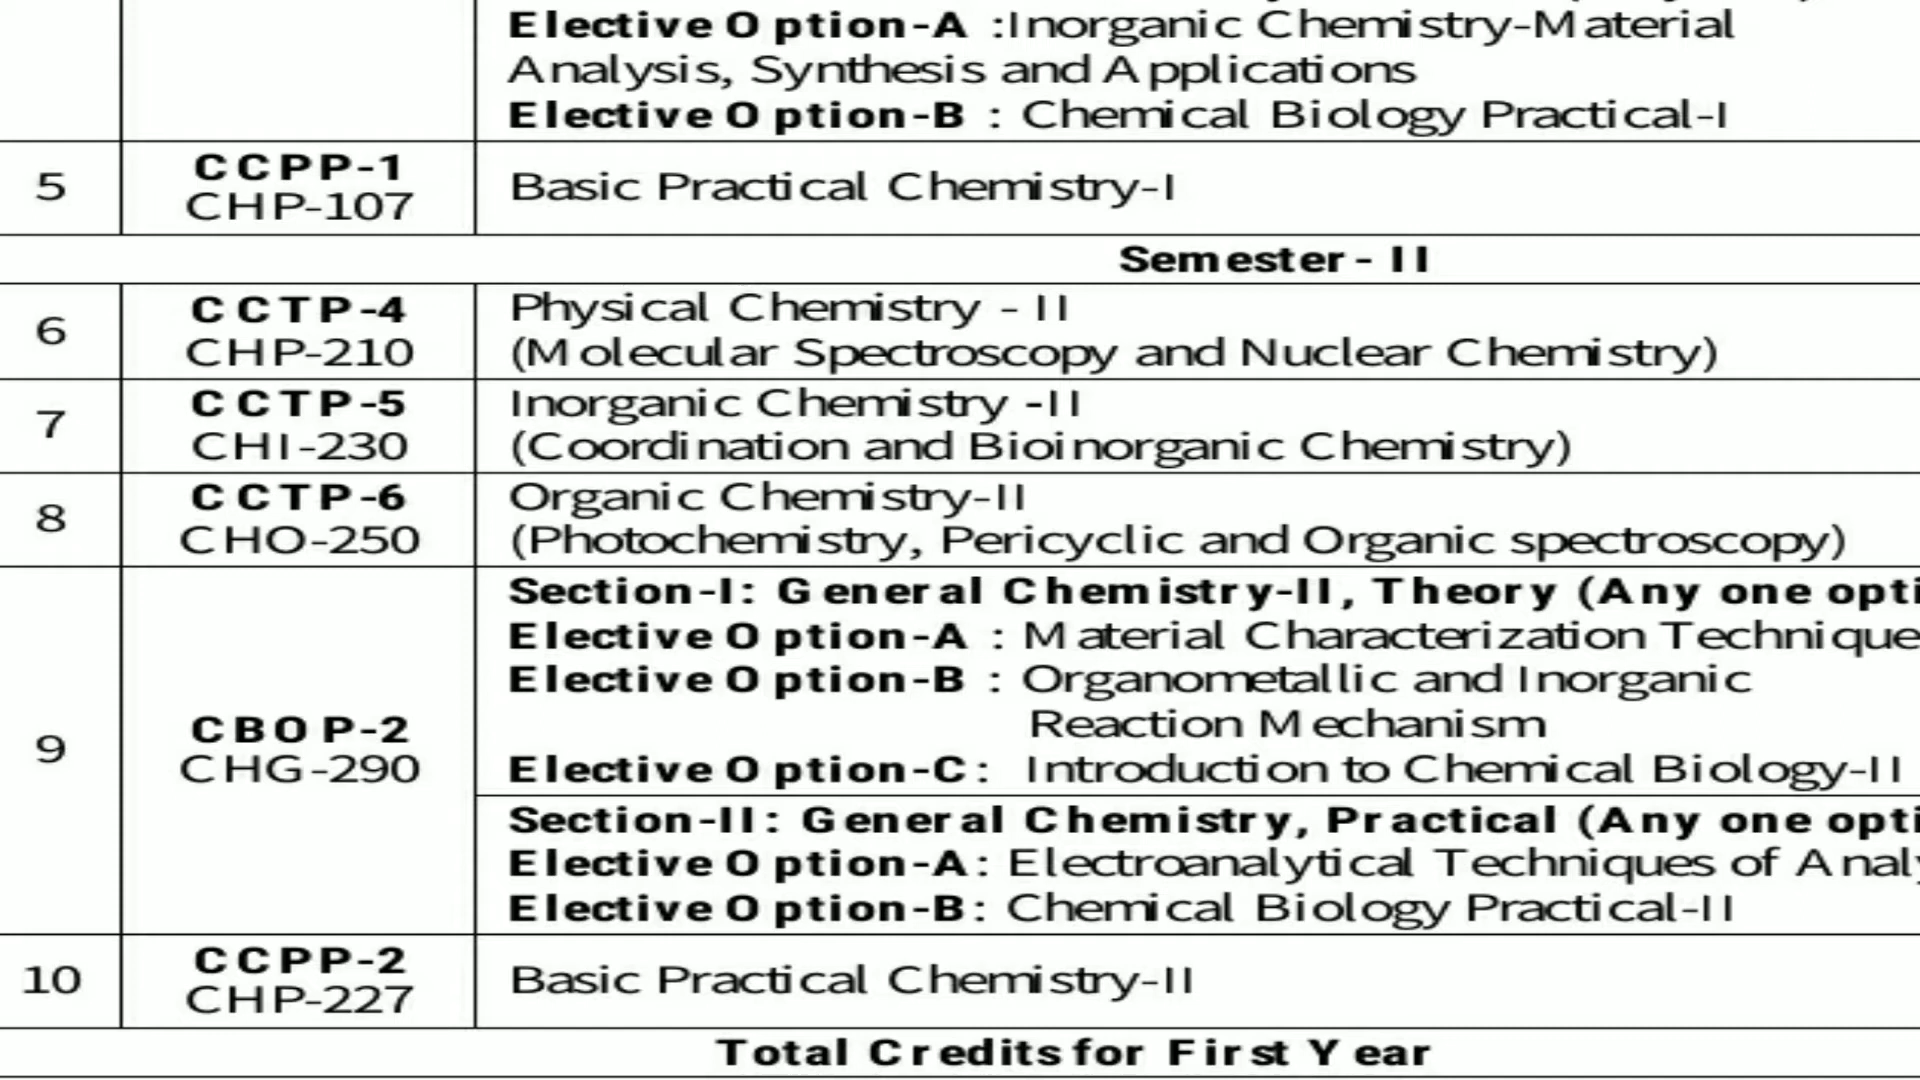 Elective Option-A :Inorganic Chemistry-Material
Analysis, Synthesis and Applications
Elective Option-B : Chemical Biology Practical-I
5
CCPP-1
CHP-107
Basic Practical Chemistry-I
Semester - II
6
CCTP-4
CHP-210
Physical Chemistry - II
(Molecular Spectroscopy and Nuclear Chemistry)
7
CCTP-5
CHI-230
Inorganic Chemistry -II
(Coordination and Bioinorganic Chemistry)
8
CCTP-6
CHO-250
Organic Chemistry-II
(Photochemistry, Pericyclic and Organic spectroscopy)
9
CBOP-2
CHG-290
Section-I: General Chemistry-II, Theory (Any one
Elective Option-A : Material Characterization
Elective Option-B : Organometallic and Inorganic
Reaction Mechanism
Elective Option-C: Introduction to Chemical Biology-II
Section-II: General Chemistry, Practical (Any one
Elective Option-A: Electroanalytical Techniques of
Elective Option-B: Chemical Biology Practical-II
10
CCPP-2
CHP-227
Basic Practical Chemistry-II
Total Credits for First Year